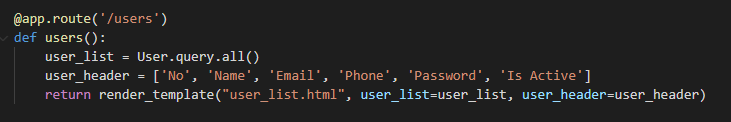 @app.route('/users')
def users():
    user_list = User.query.all()
    user_header = ['No', 'Name', 'Email', 'Phone', 'Password', 'Is Active']
    return render_template("user_list.html", user_list=user_list, user_header=user_header)